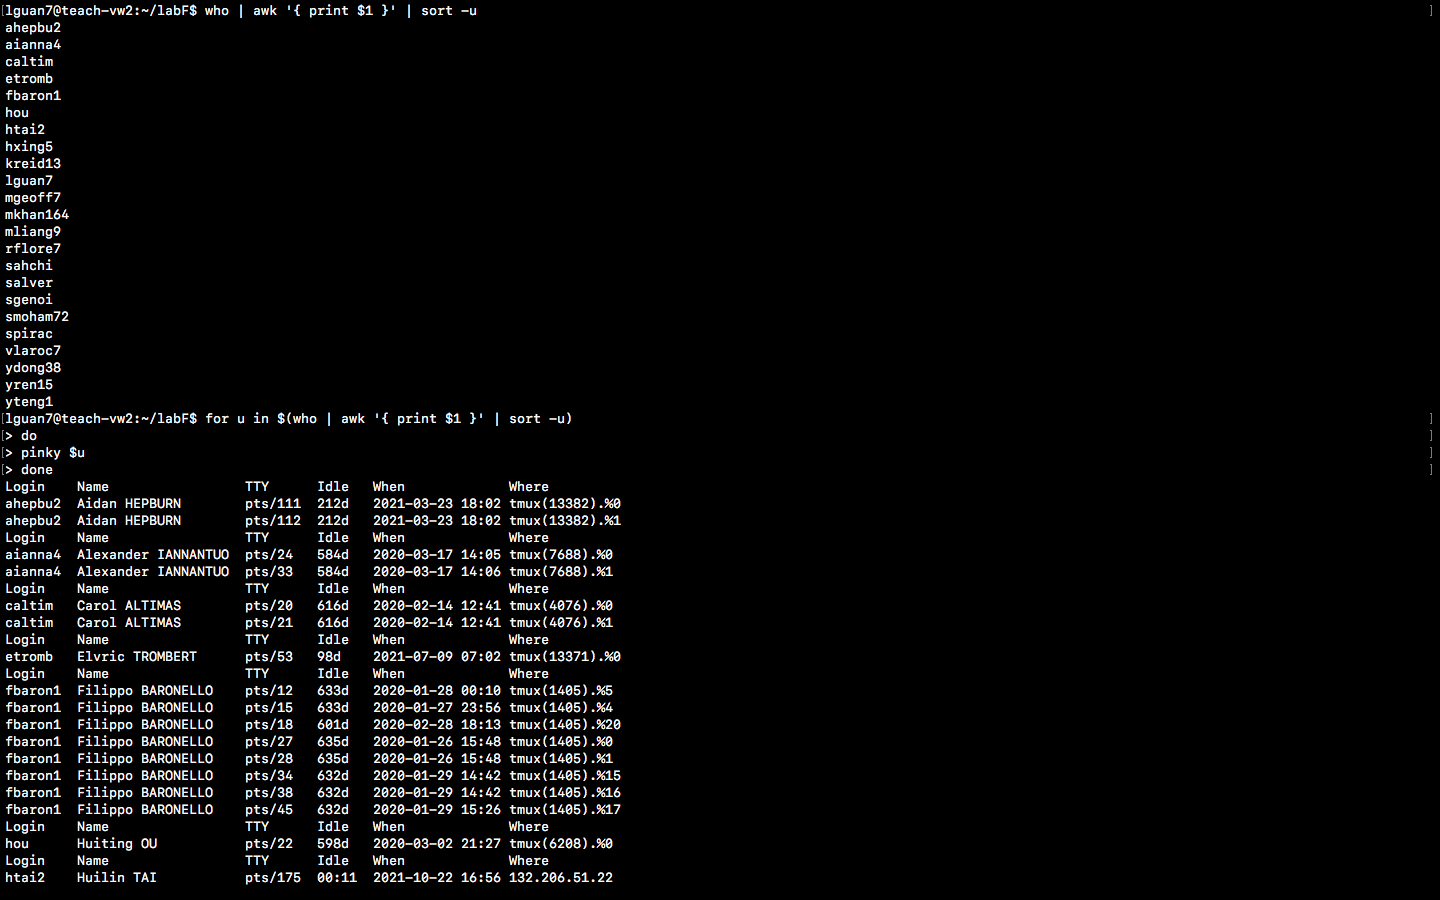 [lguan7@teach-vw2:~/labF$ who | awk '{ print $1 }' | sort -u ]
ahepbu2
aianna4
caltim
etromb
fbaron1
hou
htai2
hxing5
kreid13
lguan7
mgeoff7
mkhan164
mliang9
rflore7
sahchi
salver
sgenoi
smoham72
spirac
vlaroc7
ydong38
yren15
yteng1
[lguan7@teach-vw2:~/labF$ for u in $(who | awk '{ print $1 }' | sort -u) ]
[> do ]
[> pinky $u ]
[> done ]
Login    Name                 TTY      Idle   When             Where
ahepbu2  Aidan HEPBURN        pts/111  212d   2021-03-23 18:02 tmux(13382).%0
ahepbu2  Aidan HEPBURN        pts/112  212d   2021-03-23 18:02 tmux(13382).%1
Login    Name                 TTY      Idle   When             Where
aianna4  Alexander IANNANTUO  pts/24   584d   2020-03-17 14:05 tmux(7688).%0
aianna4  Alexander IANNANTUO  pts/33   584d   2020-03-17 14:06 tmux(7688).%1
Login    Name                 TTY      Idle   When             Where
caltim   Carol ALTIMAS        pts/20   616d   2020-02-14 12:41 tmux(4076).%0
caltim   Carol ALTIMAS        pts/21   616d   2020-02-14 12:41 tmux(4076).%1
Login    Name                 TTY      Idle   When             Where
etromb   Elvric TROMBERT      pts/53   98d    2021-07-09 07:02 tmux(13371).%0
Login    Name                 TTY      Idle   When             Where
fbaron1  Filippo BARONELLO    pts/12   633d   2020-01-28 00:10 tmux(1405).%5
fbaron1  Filippo BARONELLO    pts/15   633d   2020-01-27 23:56 tmux(1405).%4
fbaron1  Filippo BARONELLO    pts/18   601d   2020-02-28 18:13 tmux(1405).%20
fbaron1  Filippo BARONELLO    pts/27   635d   2020-01-26 15:48 tmux(1405).%0
fbaron1  Filippo BARONELLO    pts/28   635d   2020-01-26 15:48 tmux(1405).%1
fbaron1  Filippo BARONELLO    pts/34   632d   2020-01-29 14:42 tmux(1405).%15
fbaron1  Filippo BARONELLO    pts/38   632d   2020-01-29 14:42 tmux(1405).%16
fbaron1  Filippo BARONELLO    pts/45   632d   2020-01-29 15:26 tmux(1405).%17
Login    Name                 TTY      Idle   When             Where
hou      Huiting OU           pts/22   598d   2020-03-02 21:27 tmux(6208).%0
Login    Name                 TTY      Idle   When             Where
htai2    Huilin TAI           pts/175  00:11  2021-10-22 16:56 132.206.51.22